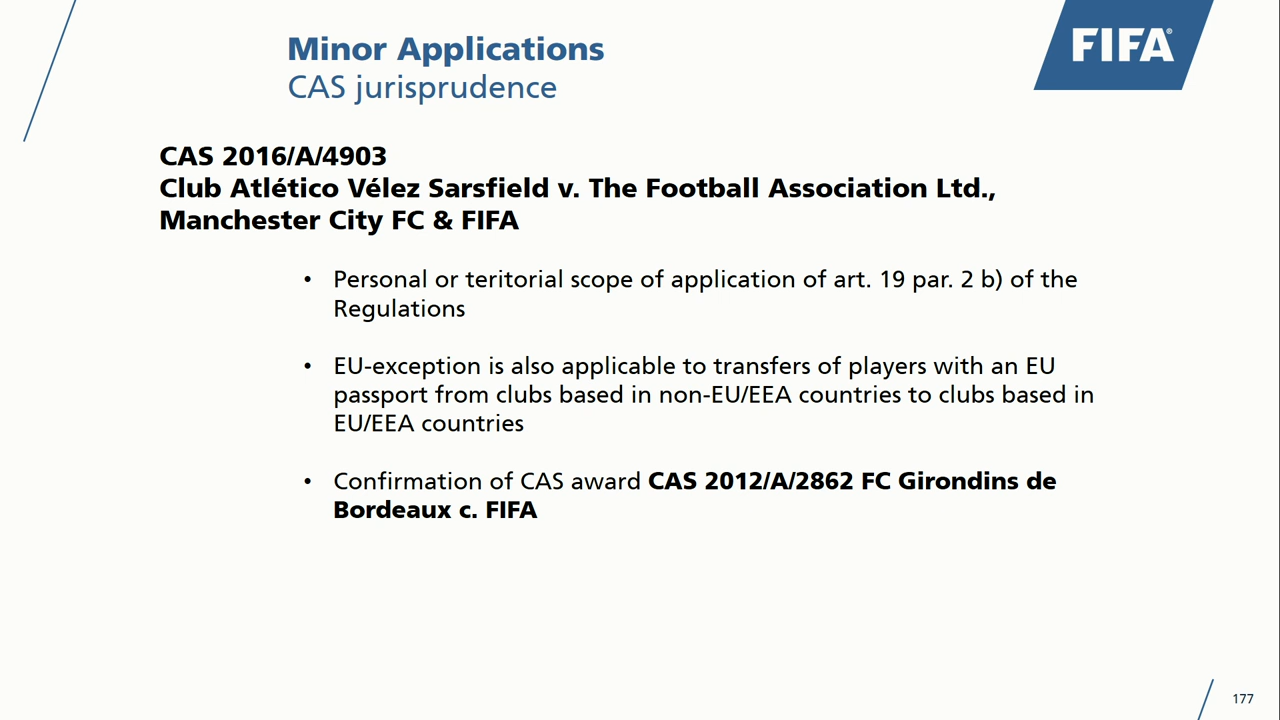 Minor Applications
CAS jurisprudence
FIFA®
CAS 2016/A/4903
Club Atlético Vélez Sarsfield v. The Football Association Ltd.,
Manchester City FC & FIFA
• Personal or teritorial scope of application of art. 19 par. 2 b) of the
Regulations
• EU-exception is also applicable to transfers of players with an EU
passport from clubs based in non-EU/EEA countries to clubs based in
EU/EEA countries
• Confirmation of CAS award CAS 2012/A/2862 FC Girondins de
Bordeaux c. FIFA
177